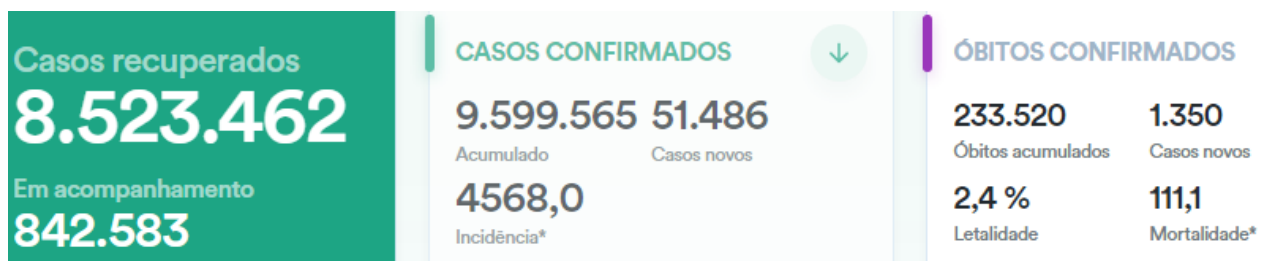 Casos recuperados
8.523.462
Em acompanhamento
842.583
CASOS CONFIRMADOS
9.599.565 51.486
Acumulado Casos novos
4568,0
Incidência*
ÓBITOS CONFIRMADOS
233.520 1.350
Óbitos acumulados Casos novos
2,4 % 111,1
Letalidade Mortalidade*